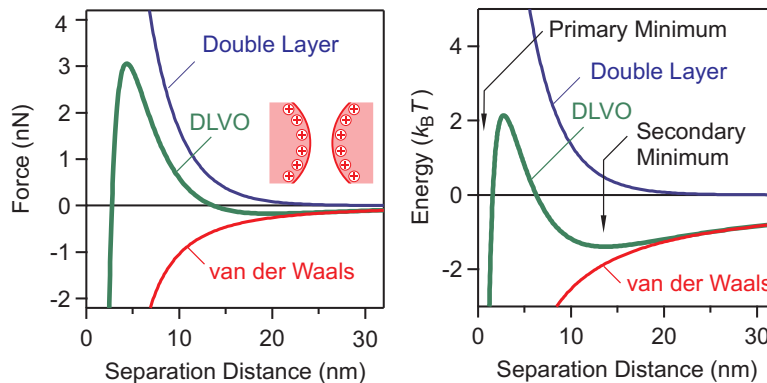 Force (nN)
4
3
2
1
0
-1
-2
Double Layer
DLVO
van der Waals
0
10
20
30
Separation Distance (nm)
Energy (kBT)
4
2
0
-2
Primary Minimum
Double Layer
DLVO
Secondary
Minimum
van der Waals
0
10
20
30
Separation Distance (nm)